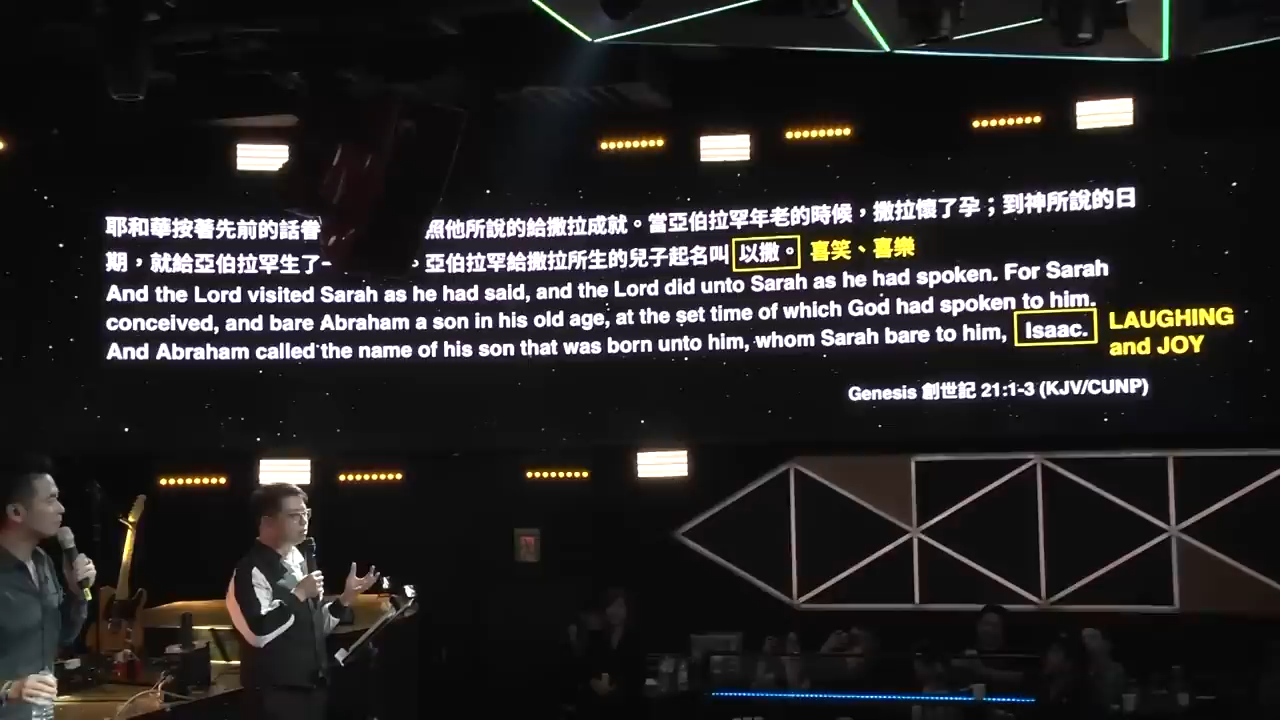 耶和華按著先前的話眷 照他所說的給撒拉成就。當亞伯拉罕年老的時候，撒拉懷了孕；到神所說的日
期，就給亞伯拉罕生了一 。亞伯拉罕給撒拉所生的兒子起名叫 以撒。 喜笑、喜樂
And the Lord visited Sarah as he had said, and the Lord did unto Sarah as he had spoken. For Sarah
conceived, and bare Abraham a son in his old age, at the set time of which God had spoken to him.
And Abraham called the name of his son that was born unto him, whom Sarah bare to him, Isaac.
LAUGHING
and JOY
Genesis 創世記 21:1-3 (KJV/CUNP)